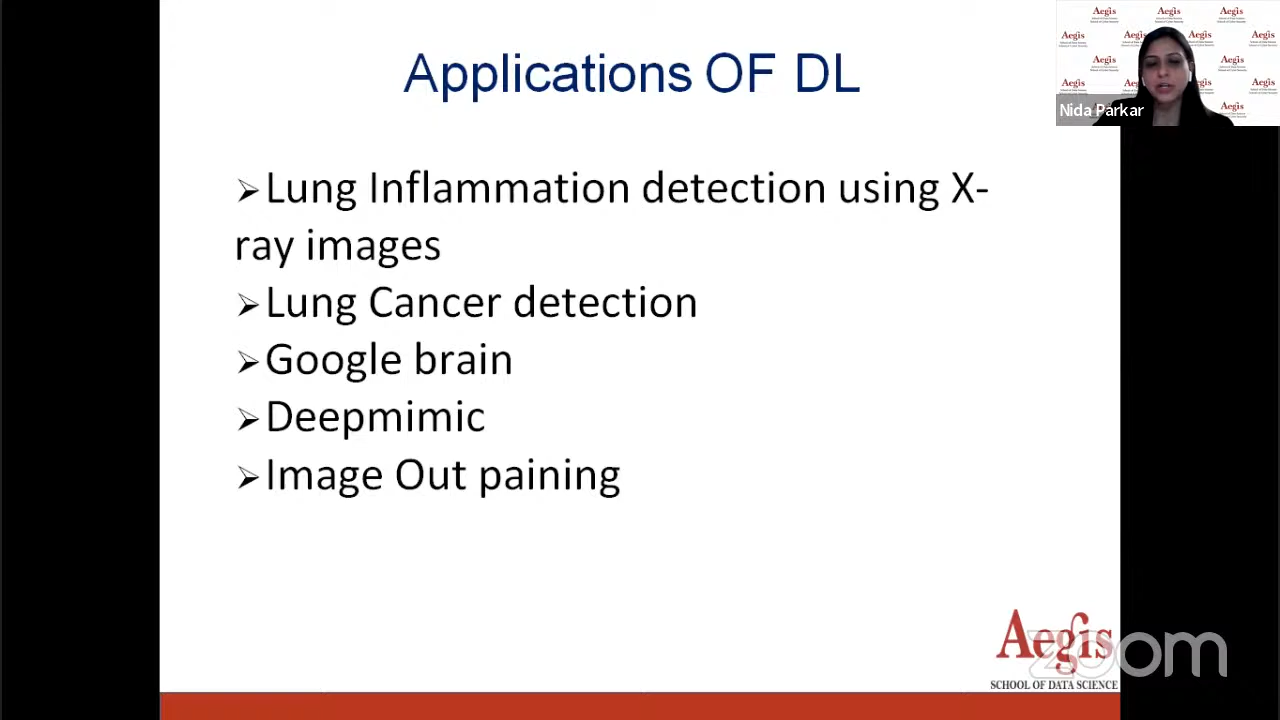 Applications OF DL
➢Lung Inflammation detection using X-
ray images
➢Lung Cancer detection
➢Google brain
➢Deepmimic
➢Image Out paining
Aegis
Nida Parkar
Aegis
SCHOOL OF DATA SCIENCE
zoom